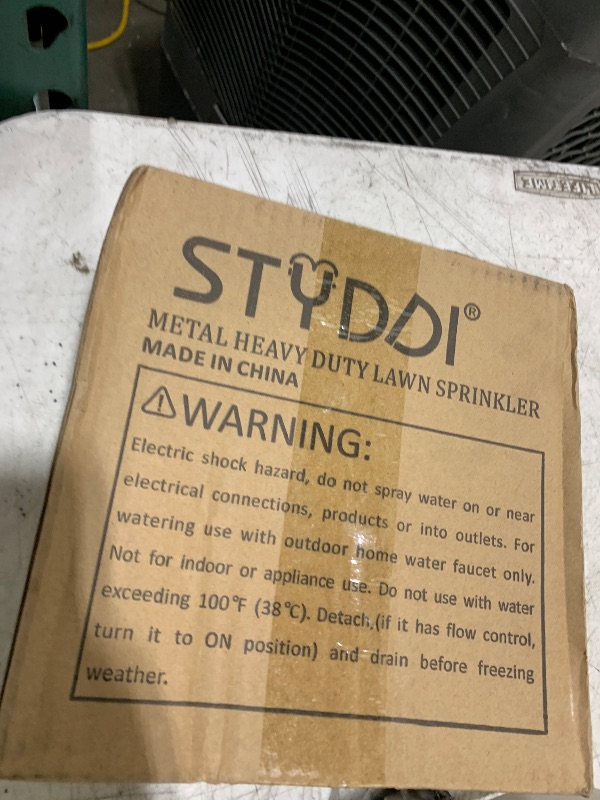 STYDDI®
METAL HEAVY DUTY LAWN SPRINKLER
MADE IN CHINA
⚠WARNING:
Electric shock hazard, do not spray water on or near
electrical connections, products or into outlets. For
watering use with outdoor home water faucet only.
Not for indoor or appliance use. Do not use with water
exceeding 100°F (38°C). Detach,(if it has flow control,
turn it to ON position) and drain before freezing
weather.